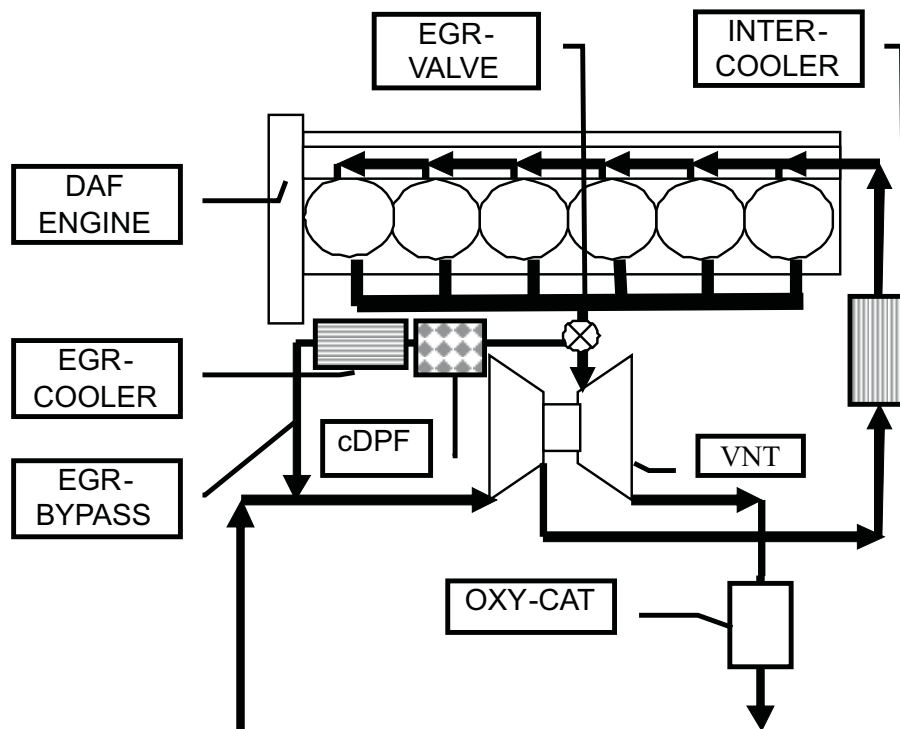 EGR-
VALVE
INTER-
COOLER
DAF
ENGINE
EGR-
COOLER
cDPF
VNT
EGR-
BYPASS
OXY-CAT